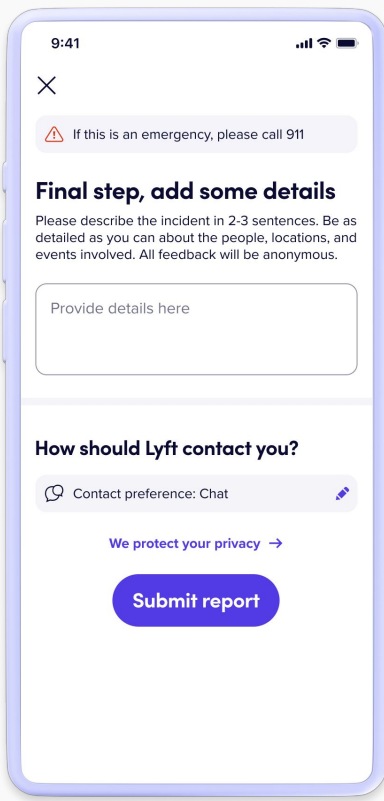 9:41
If this is an emergency, please call 911
Final step, add some details
Please describe the incident in 2-3 sentences. Be as
detailed as you can about the people, locations, and
events involved. All feedback will be anonymous.
Provide details here
How should Lyft contact you?
Contact preference: Chat
We protect your privacy →
Submit report